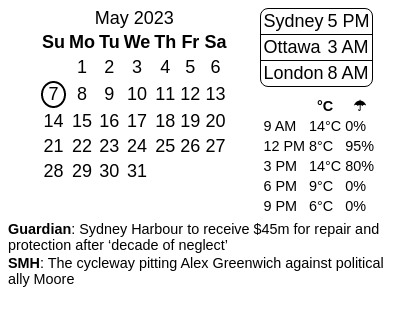 May 2023
Su Mo Tu We Th Fr Sa
1 2 3 4 5 6
7 8 9 10 11 12 13
14 15 16 17 18 19 20
21 22 23 24 25 26 27
28 29 30 31
Sydney 5 PM
Ottawa 3 AM
London 8 AM
°C ☂
9 AM 14°C 0%
12 PM 8°C 95%
3 PM 14°C 80%
6 PM 9°C 0%
9 PM 6°C 0%
Guardian: Sydney Harbour to receive $45m for repair and
protection after ‘decade of neglect’
SMH: The cycleway pitting Alex Greenwich against political
ally Moore